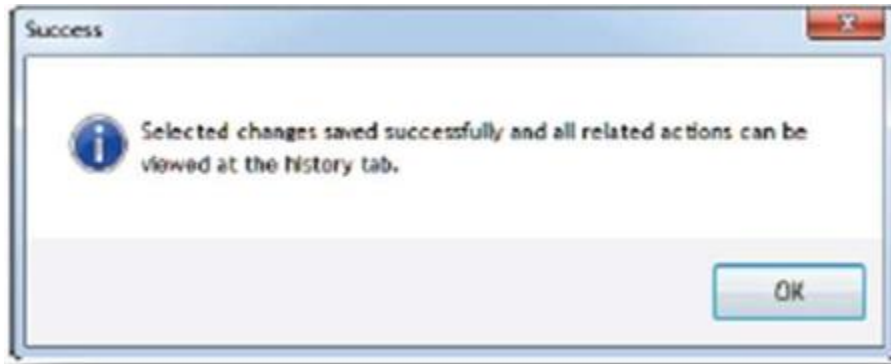 Success
Selected changes saved successfully and all related actions can be
viewed at the history tab.
OK